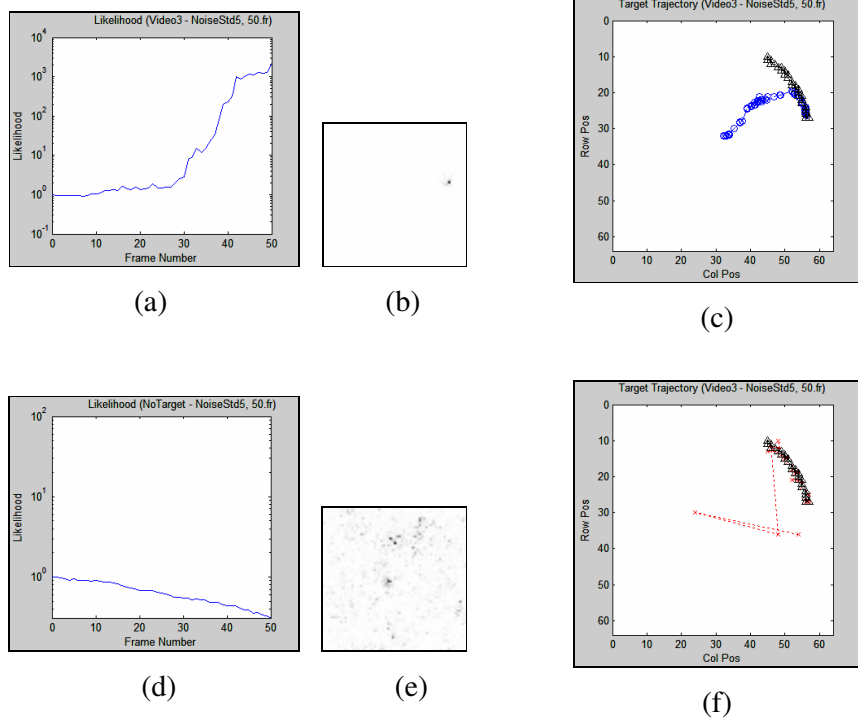 Likelihood (Video3 - NoiseStd5, 50.fr)
10^4
10^3
10^2
10^1
10^0
10^-1
Likelihood
0 10 20 30 40 50
Frame Number
(a)
(b)
Target Trajectory (Video3 - NoiseStd5, 50.fr)
0
10
20
30
40
50
60
Row Pos
0 10 20 30 40 50 60
Col Pos
(c)
Likelihood (NoTarget - NoiseStd5, 50.fr)
10^2
10^1
10^0
Likelihood
0 10 20 30 40 50
Frame Number
(d)
(e)
Target Trajectory (Video3 - NoiseStd5, 50.fr)
0
10
20
30
40
50
60
Row Pos
0 10 20 30 40 50 60
Col Pos
(f)